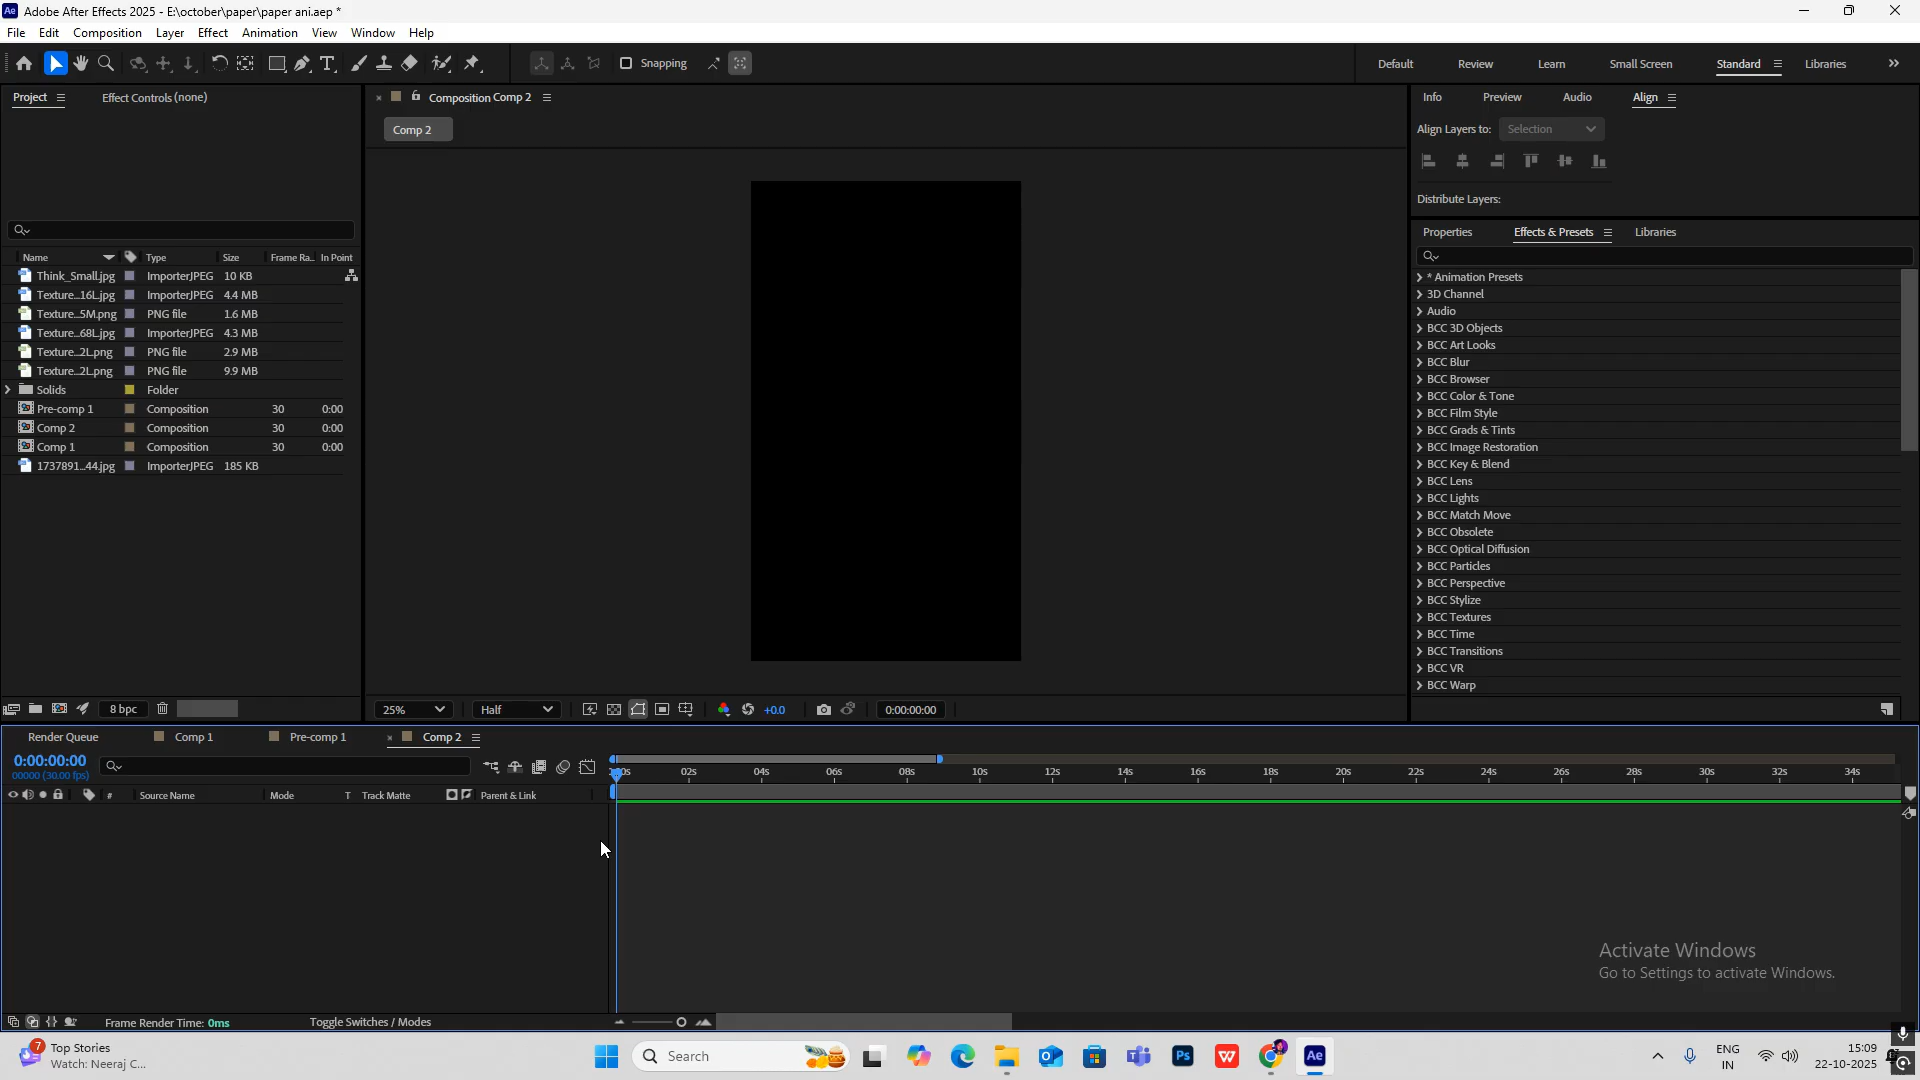 Adobe After Effects 2025 - E:\october\paper\paper ani.aep *
File Edit Composition Layer Effect Animation View Window Help
Snapping
Default Review Learn Small Screen Standard Libraries
Project Effect Controls (none)
Composition Comp 2
Info Preview Audio Align
Comp 2
Align Layers to: Selection
Distribute Layers:
Properties Effects & Presets Libraries
Name Type Size Frame Ra... In Point
Think_Small.jpg ImporterJPEG 10 KB
Texture...16L.jpg ImporterJPEG 4.4 MB
Texture...5M.png PNG file 1.6 MB
Texture...68L.jpg ImporterJPEG 4.3 MB
Texture...2L.png PNG file 2.9 MB
Texture...2L.png PNG file 9.9 MB
Solids Folder
Pre-comp 1 Composition 30 0:00
Comp 2 Composition 30 0:00
Comp 1 Composition 30 0:00
1737891...44.jpg ImporterJPEG 185 KB
* Animation Presets
3D Channel
Audio
BCC 3D Objects
BCC Art Looks
BCC Blur
BCC Browser
BCC Color & Tone
BCC Film Style
BCC Grads & Tints
BCC Image Restoration
BCC Key & Blend
BCC Lens
BCC Lights
BCC Match Move
BCC Obsolete
BCC Optical Diffusion
BCC Particles
BCC Perspective
BCC Stylize
BCC Textures
BCC Time
BCC Transitions
BCC VR
BCC Warp
8 bpc
25% Half +0.0 0:00:00:00
Render Queue Comp 1 Pre-comp 1 Comp 2
0:00:00:00
00000 (30.00 fps)
:00s 02s 04s 06s 08s 10s 12s 14s 16s 18s 20s 22s 24s 26s 28s 30s 32s 34s
# Source Name Mode T Track Matte Parent & Link
Activate Windows
Go to Settings to activate Windows.
Frame Render Time: 0ms Toggle Switches / Modes
7 Top Stories
Watch: Neeraj C...
Search
Ps
W
Ae
ENG
IN
15:09
22-10-2025